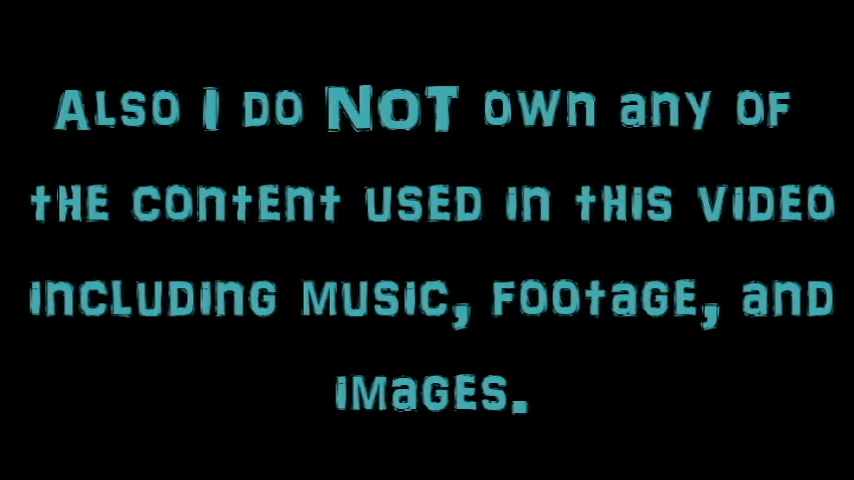 Also I do NOT own any of
the content used in this video
including music, footage, and
images.